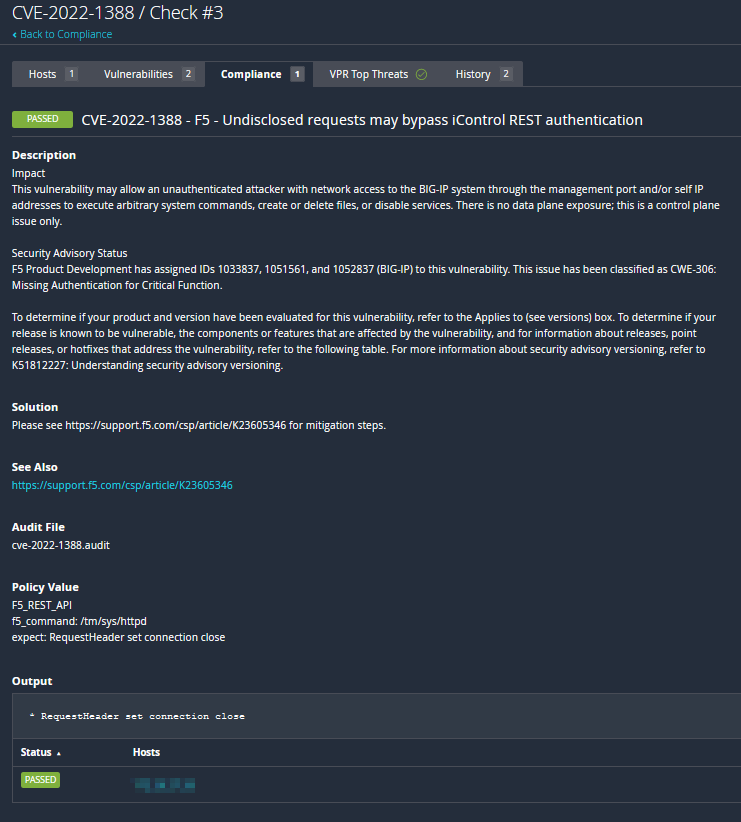 CVE-2022-1388 / Check #3
‹ Back to Compliance
Hosts 1 Vulnerabilities 2 Compliance 1 VPR Top Threats History 2
PASSED CVE-2022-1388 - F5 - Undisclosed requests may bypass iControl REST authentication
Description
Impact
This vulnerability may allow an unauthenticated attacker with network access to the BIG-IP system through the management port and/or self IP
addresses to execute arbitrary system commands, create or delete files, or disable services. There is no data plane exposure; this is a control plane
issue only.
Security Advisory Status
F5 Product Development has assigned IDs 1033837, 1051561, and 1052837 (BIG-IP) to this vulnerability. This issue has been classified as CWE-306:
Missing Authentication for Critical Function.
To determine if your product and version have been evaluated for this vulnerability, refer to the Applies to (see versions) box. To determine if your
release is known to be vulnerable, the components or features that are affected by the vulnerability, and for information about releases, point
releases, or hotfixes that address the vulnerability, refer to the following table. For more information about security advisory versioning, refer to
K51812227: Understanding security advisory versioning.
Solution
Please see https://support.f5.com/csp/article/K23605346 for mitigation steps.
See Also
https://support.f5.com/csp/article/K23605346
Audit File
cve-2022-1388.audit
Policy Value
F5_REST_API
f5_command: /tm/sys/httpd
expect: RequestHeader set connection close
Output
" RequestHeader set connection close
Status Hosts
PASSED